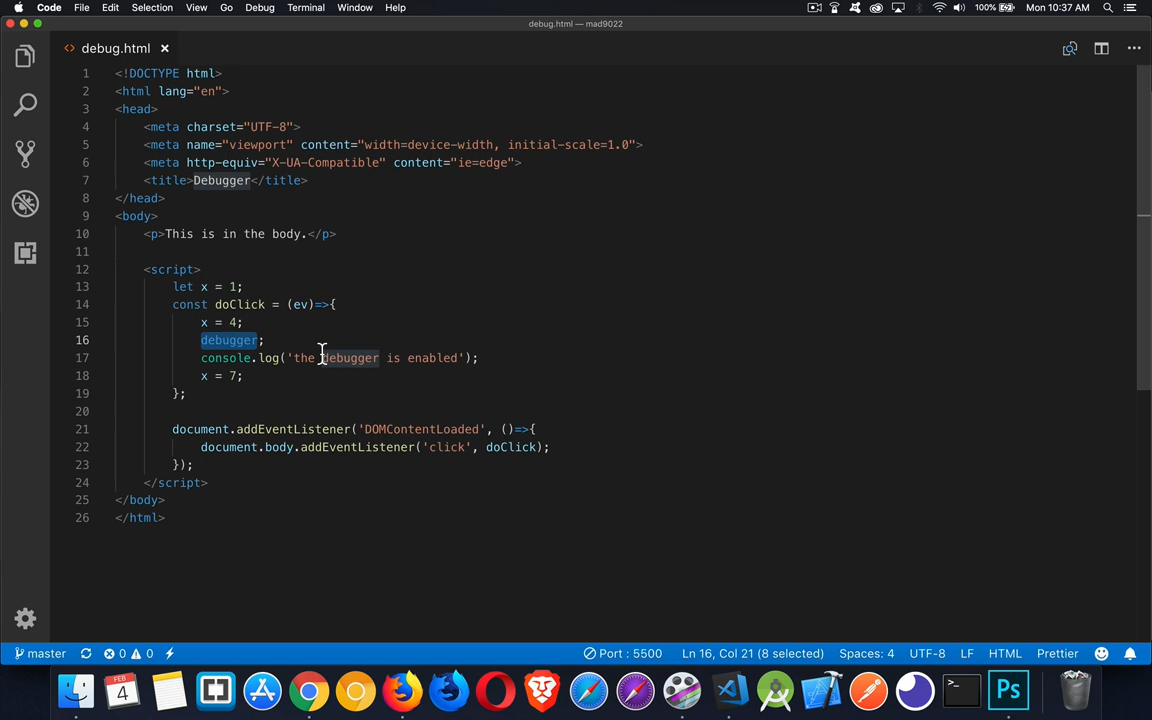 Code File Edit Selection View Go Debug Terminal Window Help 100% Mon 10:37 AM
debug.html — mad9022
<> debug.html ×
1 <!DOCTYPE html>
2 <html lang="en">
3 <head>
4 <meta charset="UTF-8">
5 <meta name="viewport" content="width=device-width, initial-scale=1.0">
6 <meta http-equiv="X-UA-Compatible" content="ie=edge">
7 <title>Debugger</title>
8 </head>
9 <body>
10 <p>This is in the body.</p>
11
12 <script>
13 let x = 1;
14 const doClick = (ev)=>{
15 x = 4;
16 debugger;
17 console.log('the debugger is enabled');
18 x = 7;
19 };
20
21 document.addEventListener('DOMContentLoaded', ()=>{
22 document.body.addEventListener('click', doClick);
23 });
24 </script>
25 </body>
26 </html>
master 0 0 Port : 5500 Ln 16, Col 21 (8 selected) Spaces: 4 UTF-8 LF HTML Prettier
FEB
4
>_
Ps